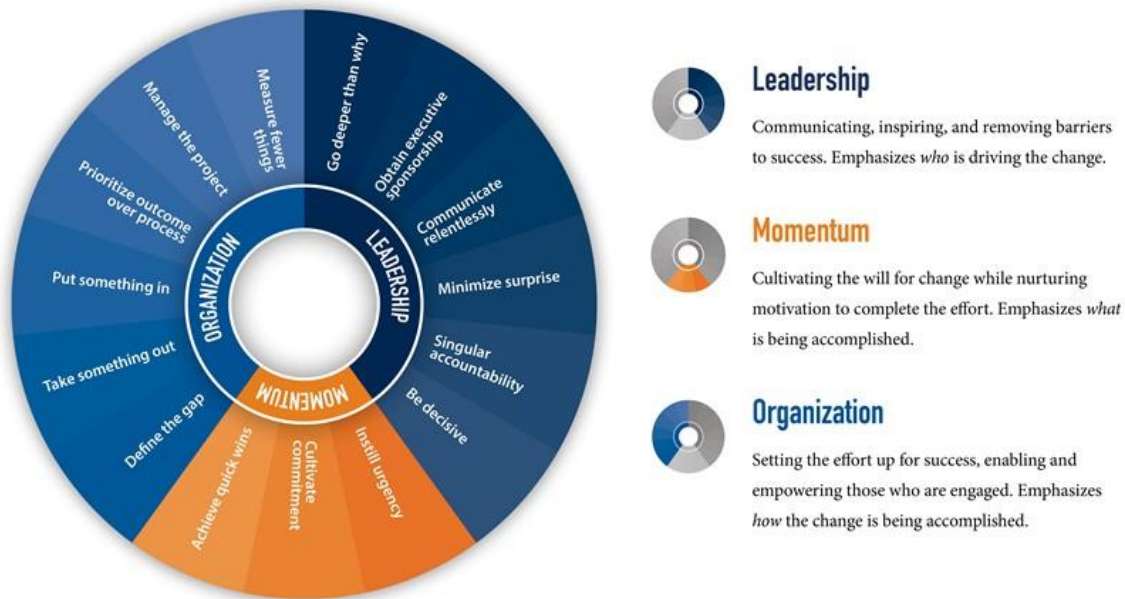 Go deeper than why
Obtain executive
sponsorship
Communicate
relentlessly
Minimize surprise
Singular
accountability
Be decisive
Instill urgency
Cultivate
commitment
Achieve quick wins
Define the gap
Take something out
Put something in
Prioritize outcome
over process
Manage the project
Measure fewer
things
LEADERSHIP
MOMENTUM
ORGANIZATION
Leadership
Communicating, inspiring, and removing barriers
to success. Emphasizes who is driving the change.
Momentum
Cultivating the will for change while nurturing
motivation to complete the effort. Emphasizes what
is being accomplished.
Organization
Setting the effort up for success, enabling and
empowering those who are engaged. Emphasizes
how the change is being accomplished.